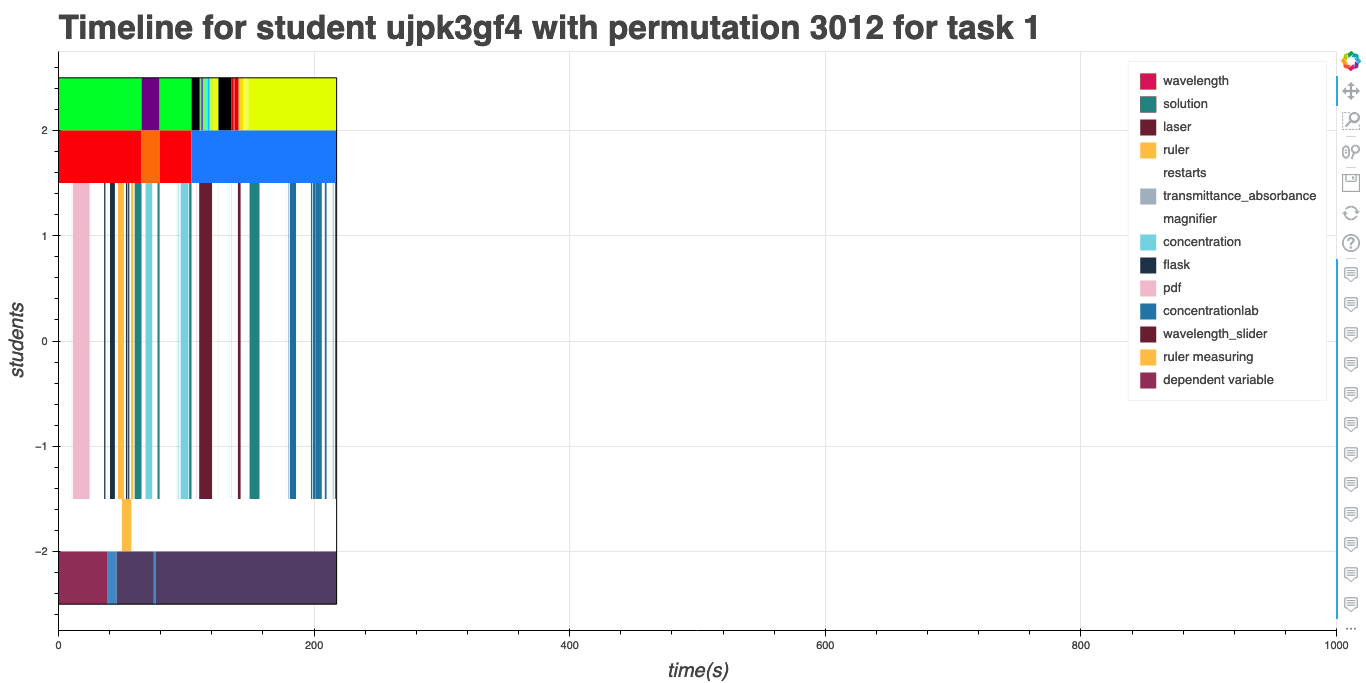 Timeline for student ujpk3gf4 with permutation 3012 for task 1
wavelength
solution
laser
ruler
restarts
transmittance_absorbance
magnifier
concentration
flask
pdf
concentrationlab
wavelength_slider
ruler measuring
dependent variable
students
2
1
0
−1
−2
0
200
400
600
800
1000
time(s)